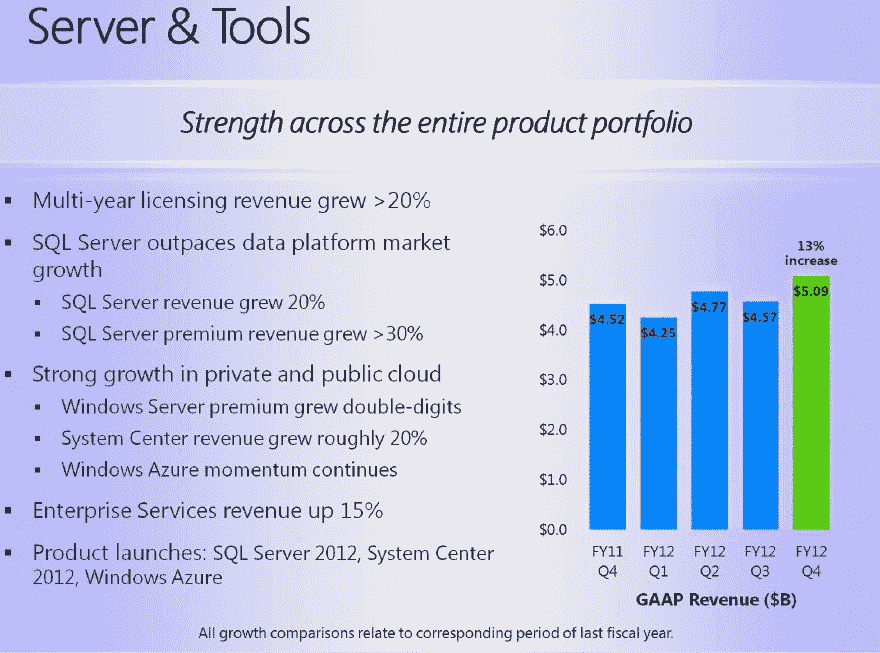 Server & Tools
Strength across the entire product portfolio
▪ Multi-year licensing revenue grew >20%
▪ SQL Server outpaces data platform market
growth
▪ SQL Server revenue grew 20%
▪ SQL Server premium revenue grew >30%
▪ Strong growth in private and public cloud
▪ Windows Server premium grew double-digits
▪ System Center revenue grew roughly 20%
▪ Windows Azure momentum continues
▪ Enterprise Services revenue up 15%
▪ Product launches: SQL Server 2012, System Center
2012, Windows Azure
$6.0
$5.0
$4.0
$3.0
$2.0
$1.0
$0.0
13%
increase
$4.52
$4.25
$4.77
$4.57
$5.09
FY11 FY12 FY12 FY12 FY12
Q4 Q1 Q2 Q3 Q4
GAAP Revenue ($B)
All growth comparisons relate to corresponding period of last fiscal year.